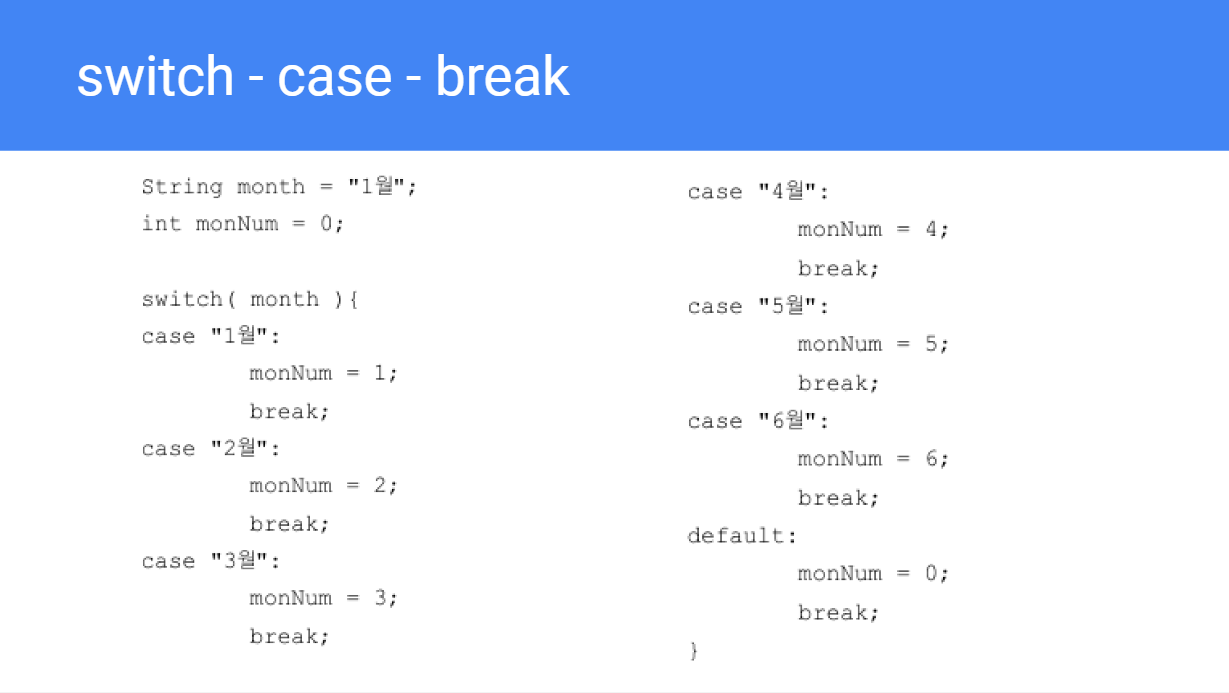 switch - case - break
String month = "1월";
int monNum = 0;
switch( month ){
case "1월":
monNum = 1;
break;
case "2월":
monNum = 2;
break;
case "3월":
monNum = 3;
break;
case "4월":
monNum = 4;
break;
case "5월":
monNum = 5;
break;
case "6월":
monNum = 6;
break;
default:
monNum = 0;
break;
}